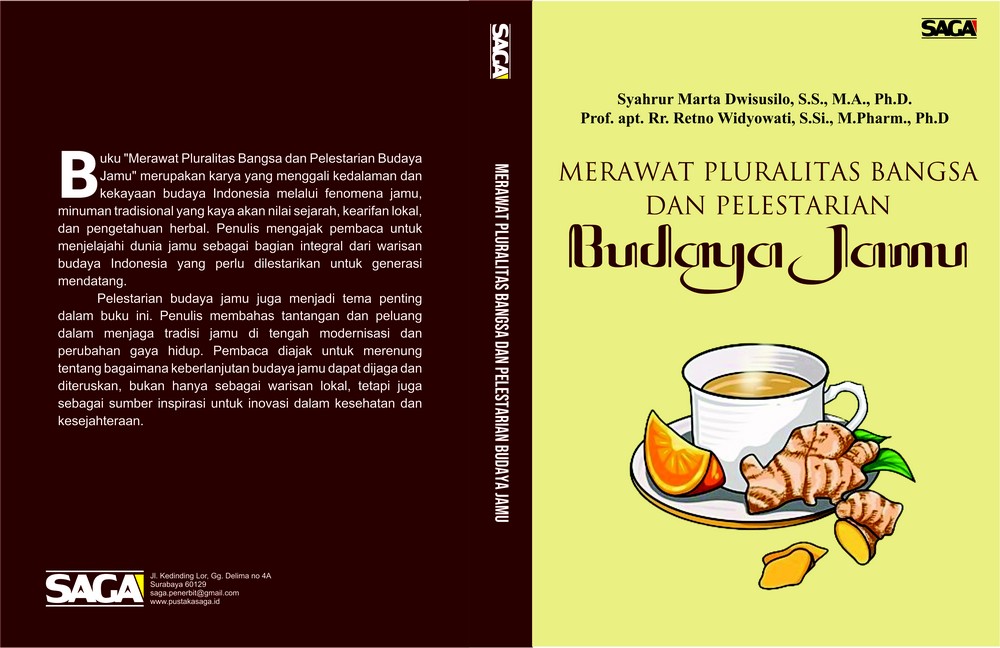 Buku "Merawat Pluralitas Bangsa dan Pelestarian Budaya
Jamu" merupakan karya yang menggali kedalaman dan
kekayaan budaya Indonesia melalui fenomena jamu,
minuman tradisional yang kaya akan nilai sejarah, kearifan lokal,
dan pengetahuan herbal. Penulis mengajak pembaca untuk
menjelajahi dunia jamu sebagai bagian integral dari warisan
budaya Indonesia yang perlu dilestarikan untuk generasi
mendatang.
Pelestarian budaya jamu juga menjadi tema penting
dalam buku ini. Penulis membahas tantangan dan peluang
dalam menjaga tradisi jamu di tengah modernisasi dan
perubahan gaya hidup. Pembaca diajak untuk merenung
tentang bagaimana keberlanjutan budaya jamu dapat dijaga dan
diteruskan, bukan hanya sebagai warisan lokal, tetapi juga
sebagai sumber inspirasi untuk inovasi dalam kesehatan dan
kesejahteraan.
SAGA
Jl. Kedinding Lor, Gg. Delima no 4A
Surabaya 60129
saga.penerbit@gmail.com
www.pustakasaga.id
SAGA
MERAWAT PLURALITAS BANGSA DAN PELESTARIAN BUDAYA JAMU
SAGA
Syahrur Marta Dwisusilo, S.S., M.A., Ph.D.
Prof. apt. Rr. Retno Widyowati, S.Si., M.Pharm., Ph.D
MERAWAT PLURALITAS BANGSA
DAN PELESTARIAN
Budaya Jamu